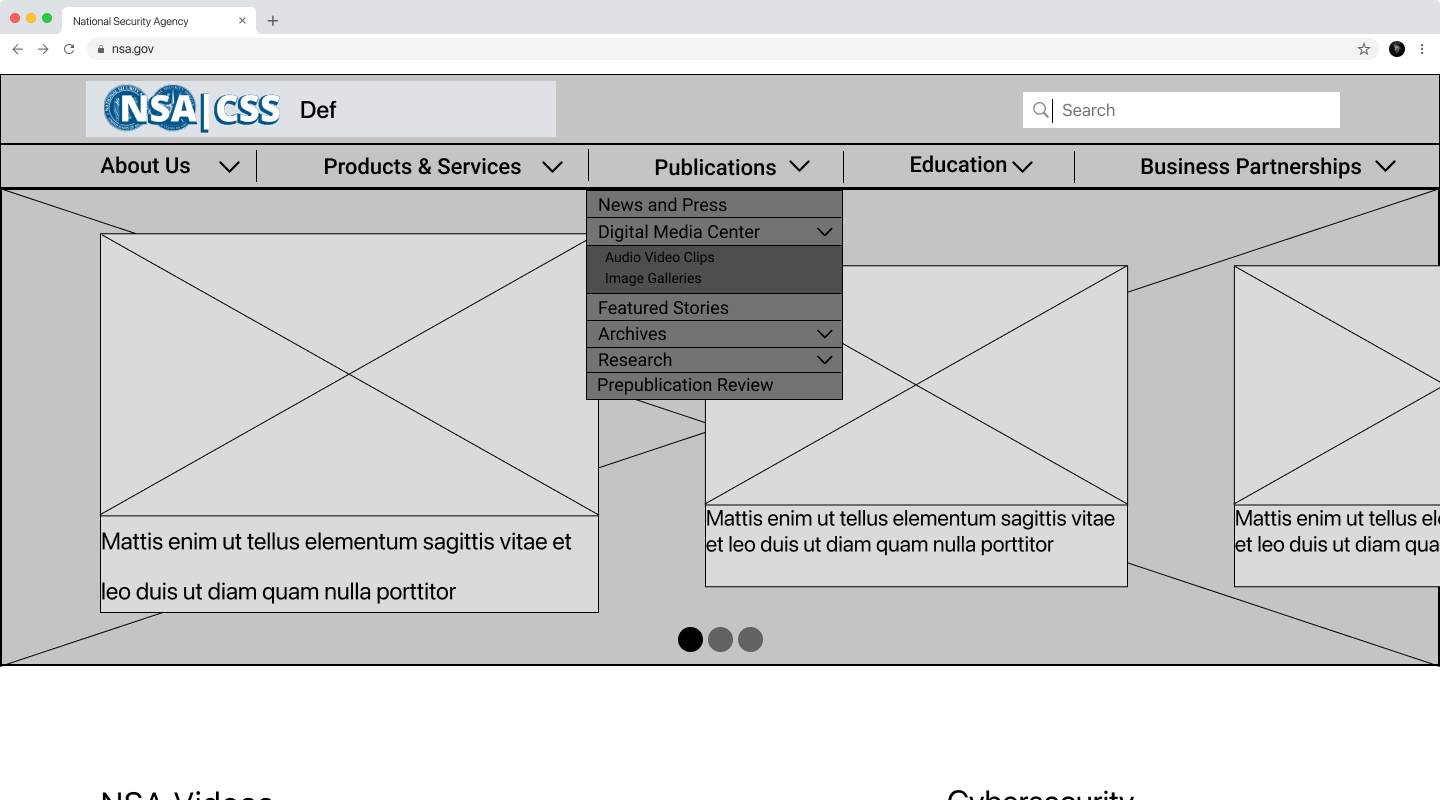 National Security Agency
nsa.gov
NSA|CSS Def
Search
About Us
Products & Services
Publications
Education
Business Partnerships
News and Press
Digital Media Center
Audio Video Clips
Image Galleries
Featured Stories
Archives
Research
Prepublication Review
Mattis enim ut tellus elementum sagittis vitae et
leo duis ut diam quam nulla porttitor
Mattis enim ut tellus elementum sagittis vitae
et leo duis ut diam quam nulla porttitor
Mattis enim ut tellus
et leo duis ut diam
NSA Videos
Cybersecurity